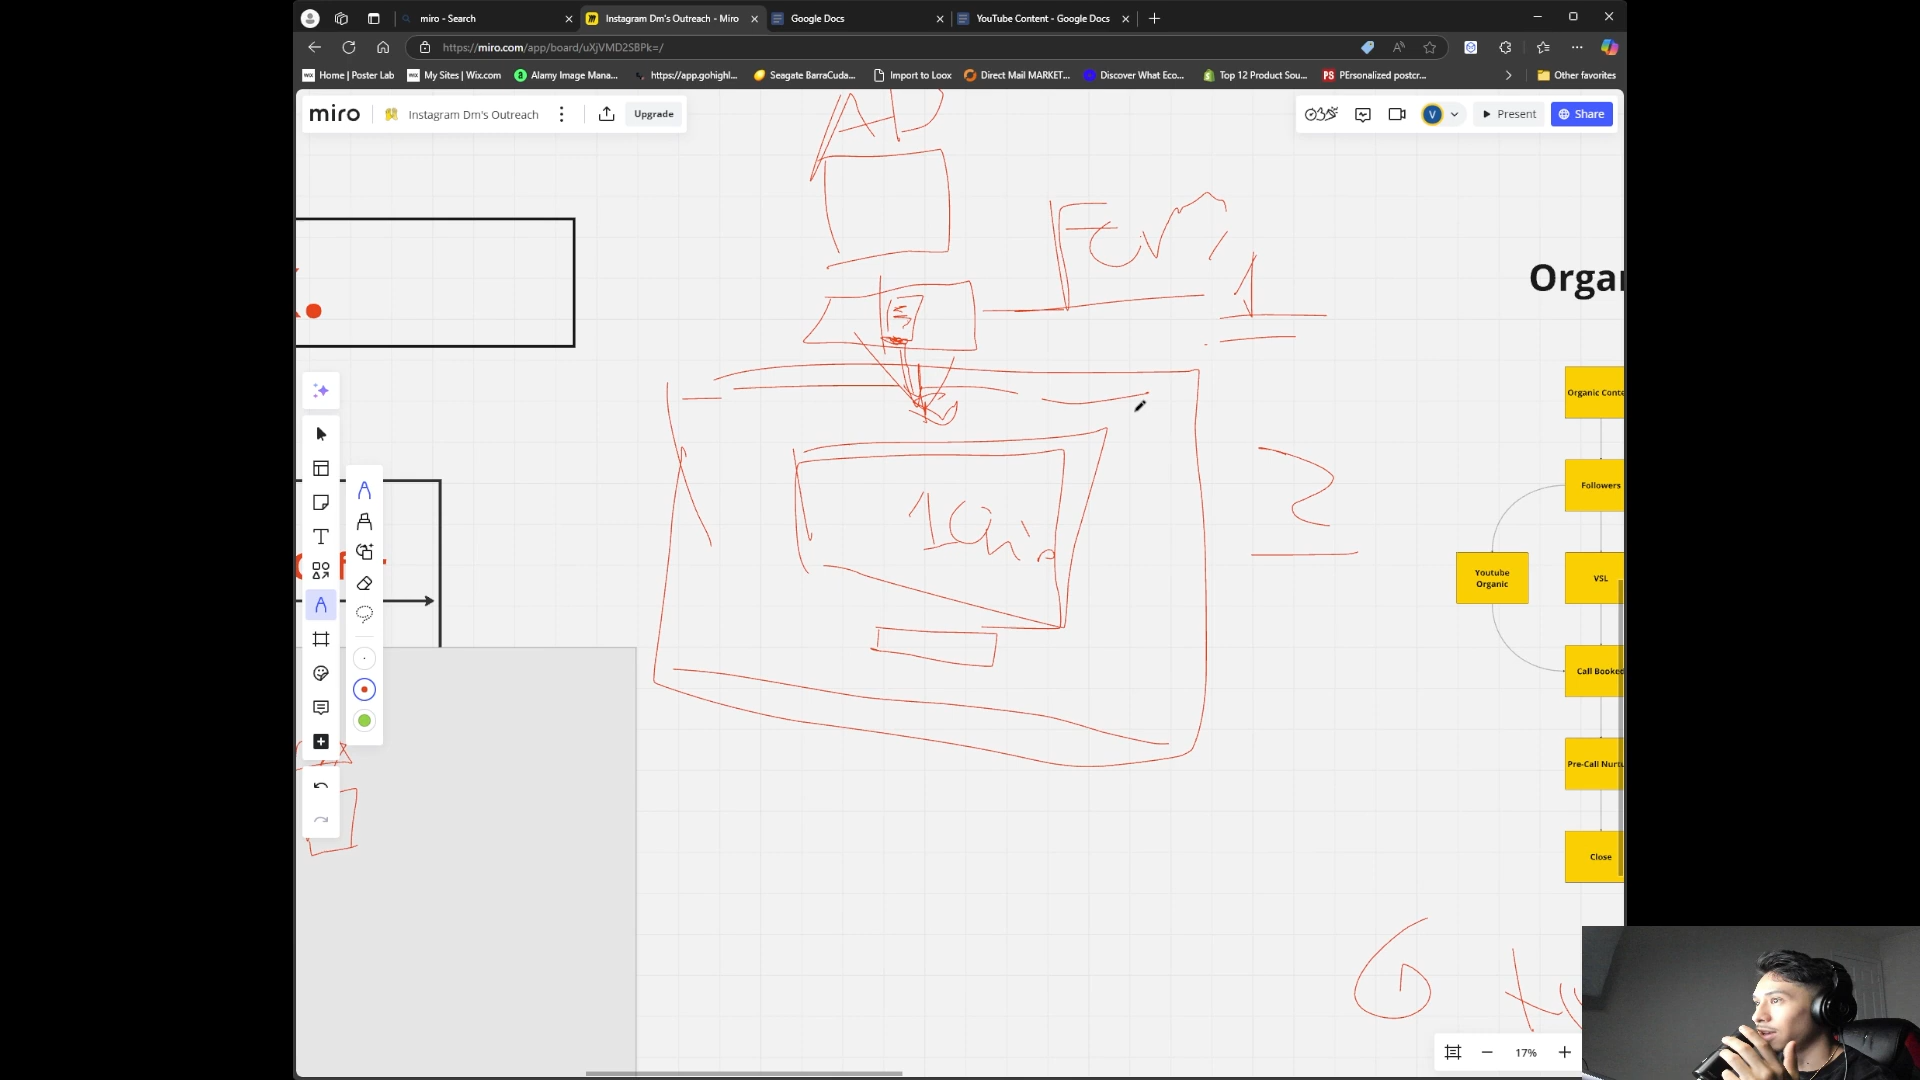 miro - Search
Instagram Dm's Outreach - Miro
Google Docs
YouTube Content - Google Docs
https://miro.com/app/board/uXjVMD2SBPk=/
Home | Poster Lab
My Sites | Wix.com
Alamy Image Mana...
https://app.gohighl...
Seagate BarraCuda...
Import to Loox
Direct Mail MARKET...
Discover What Eco...
Top 12 Product Sou...
PErsonalized postcr...
Other favorites
miro
Instagram Dm's Outreach
Upgrade
V
Present
Share
AD
Form
1
Orga
Organic Conte
Followers
Youtube
Organic
VSL
Call Booked
Pre-Call Nurtu
Close
2
17%